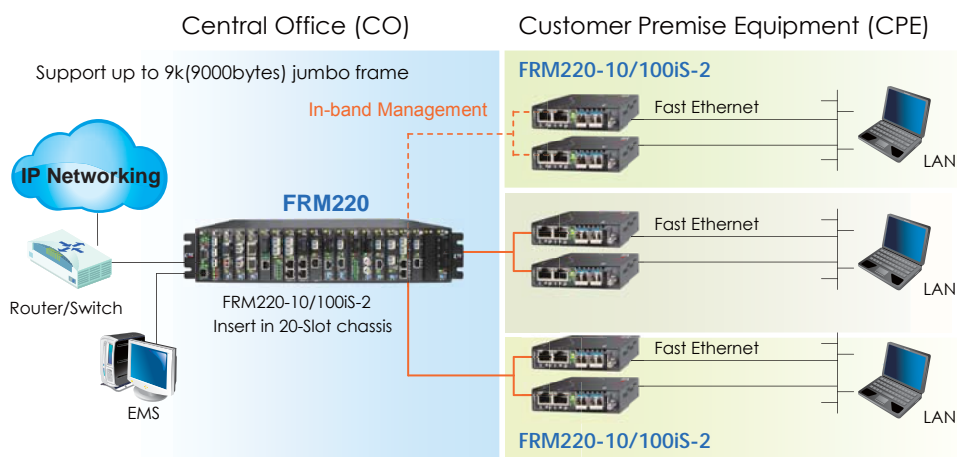 Central Office (CO)
Customer Premise Equipment (CPE)
Support up to 9k(9000bytes) jumbo frame
FRM220-10/100iS-2
In-band Management
Fast Ethernet
LAN
IP Networking
FRM220
Router/Switch
FRM220-10/100iS-2
Insert in 20-Slot chassis
EMS
Fast Ethernet
LAN
Fast Ethernet
LAN
FRM220-10/100iS-2